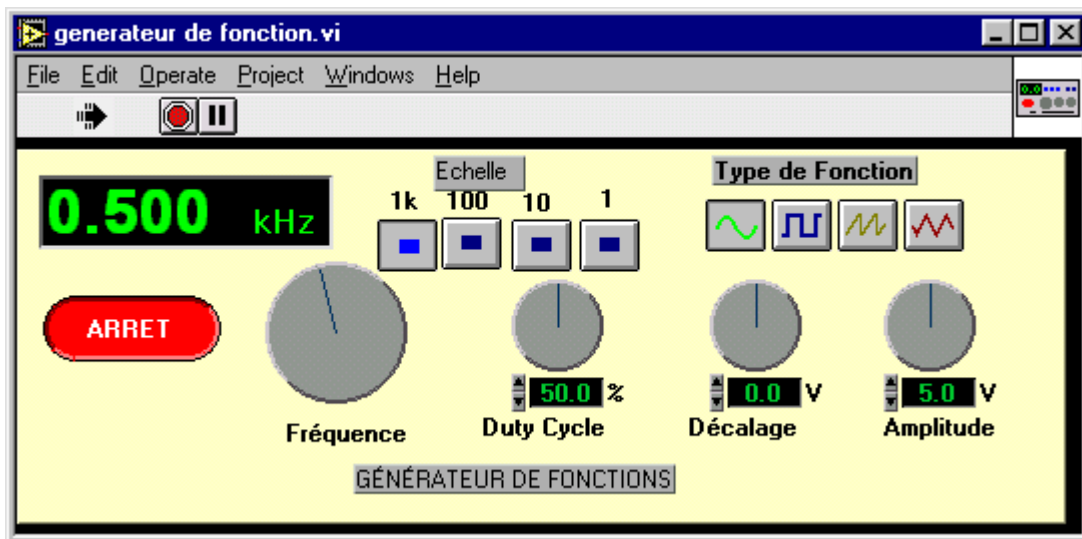 generateur de fonction.vi
File Edit Operate Project Windows Help
Echelle
Type de Fonction
1k 100 10 1
0.500 kHz
ARRET
50.0 % 0.0 V 5.0 V
Fréquence Duty Cycle Décalage Amplitude
GÉNÉRATEUR DE FONCTIONS